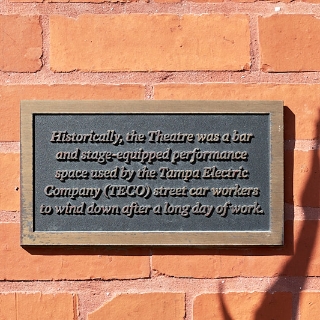 Historically, the Theatre was a bar
and stage-equipped performance
space used by the Tampa Electric
Company (TECO) street car workers
to wind down after a long day of work.